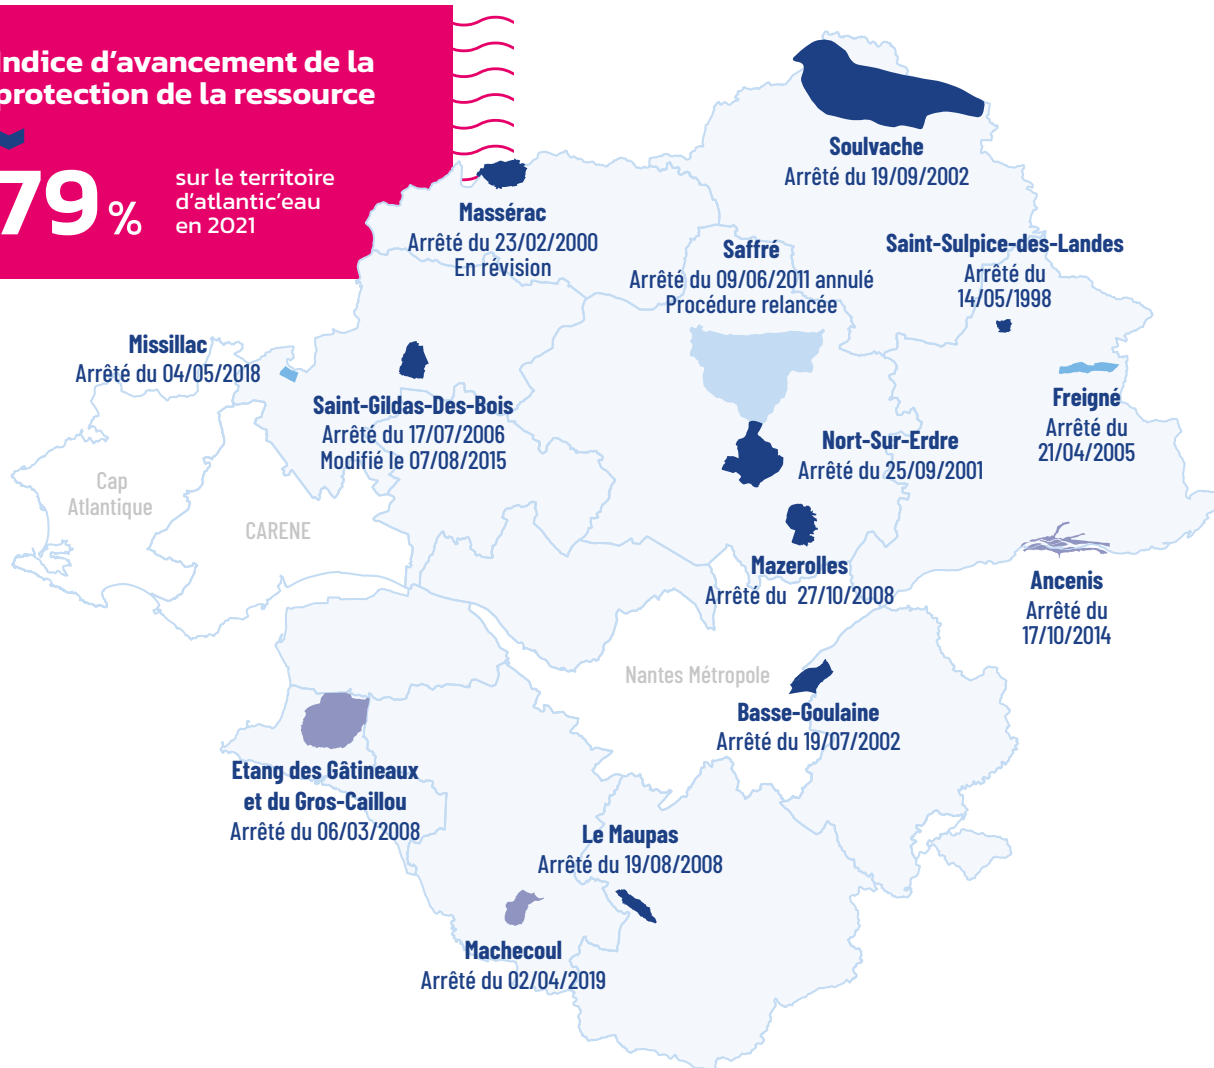 Indice d'avancement de la
protection de la ressource
79 %
sur le territoire
d'atlantic'eau
en 2021
Soulvache
Arrêté du 19/09/2002
Massérac
Arrêté du 23/02/2000
En révision
Saffré
Arrêté du 09/06/2011 annulé
Procédure relancée
Saint-Sulpice-des-Landes
Arrêté du
14/05/1998
Missillac
Arrêté du 04/05/2018
Saint-Gildas-Des-Bois
Arrêté du 17/07/2006
Modifié le 07/08/2015
Freigné
Arrêté du
21/04/2005
Nort-Sur-Erdre
Arrêté du 25/09/2001
Cap
Atlantique
CARENE
Mazerolles
Arrêté du 27/10/2008
Ancenis
Arrêté du
17/10/2014
Nantes Métropole
Basse-Goulaine
Arrêté du 19/07/2002
Etang des Gâtineaux
et du Gros-Caillou
Arrêté du 06/03/2008
Le Maupas
Arrêté du 19/08/2008
Machecoul
Arrêté du 02/04/2019